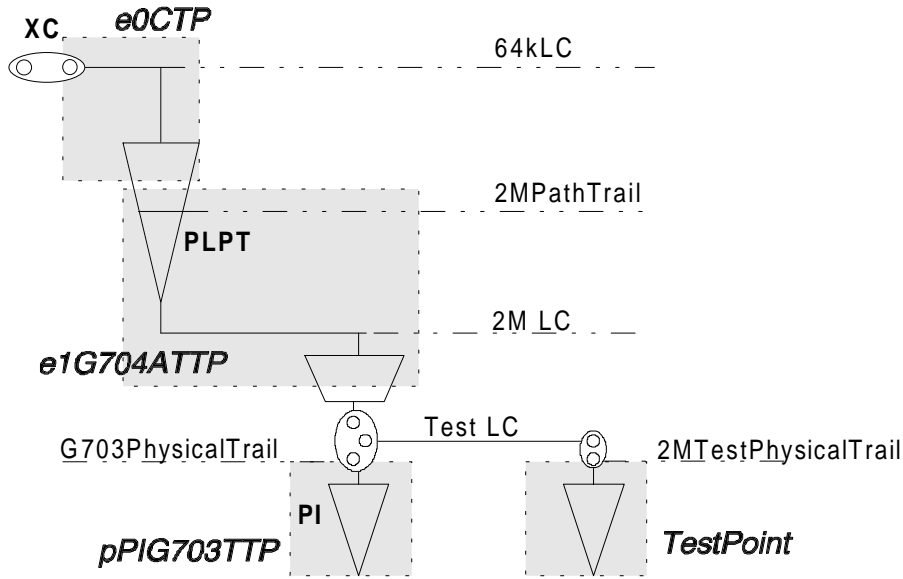 e0CTP
XC
64kLC
2MPathTrail
PLPT
2M LC
e1G704ATTP
Test LC
G703PhysicalTrail
2MTestPhysicalTrail
PI
pPIG703TTP
TestPoint